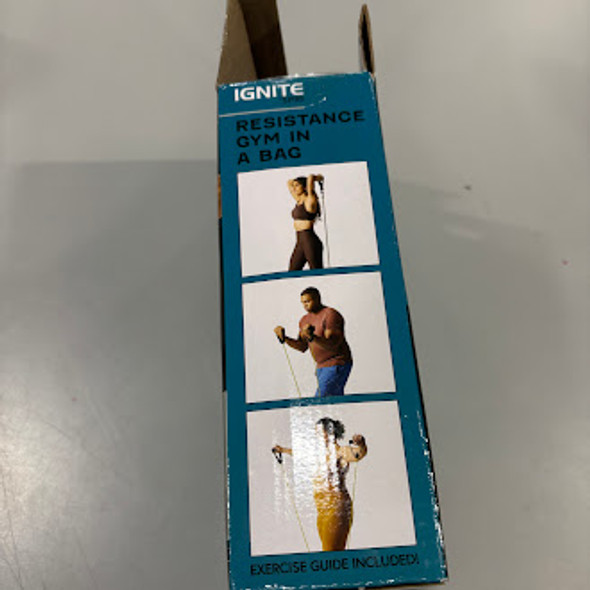 IGNITE
RESISTANCE
GYM IN
A BAG
EXERCISE GUIDE INCLUDED!